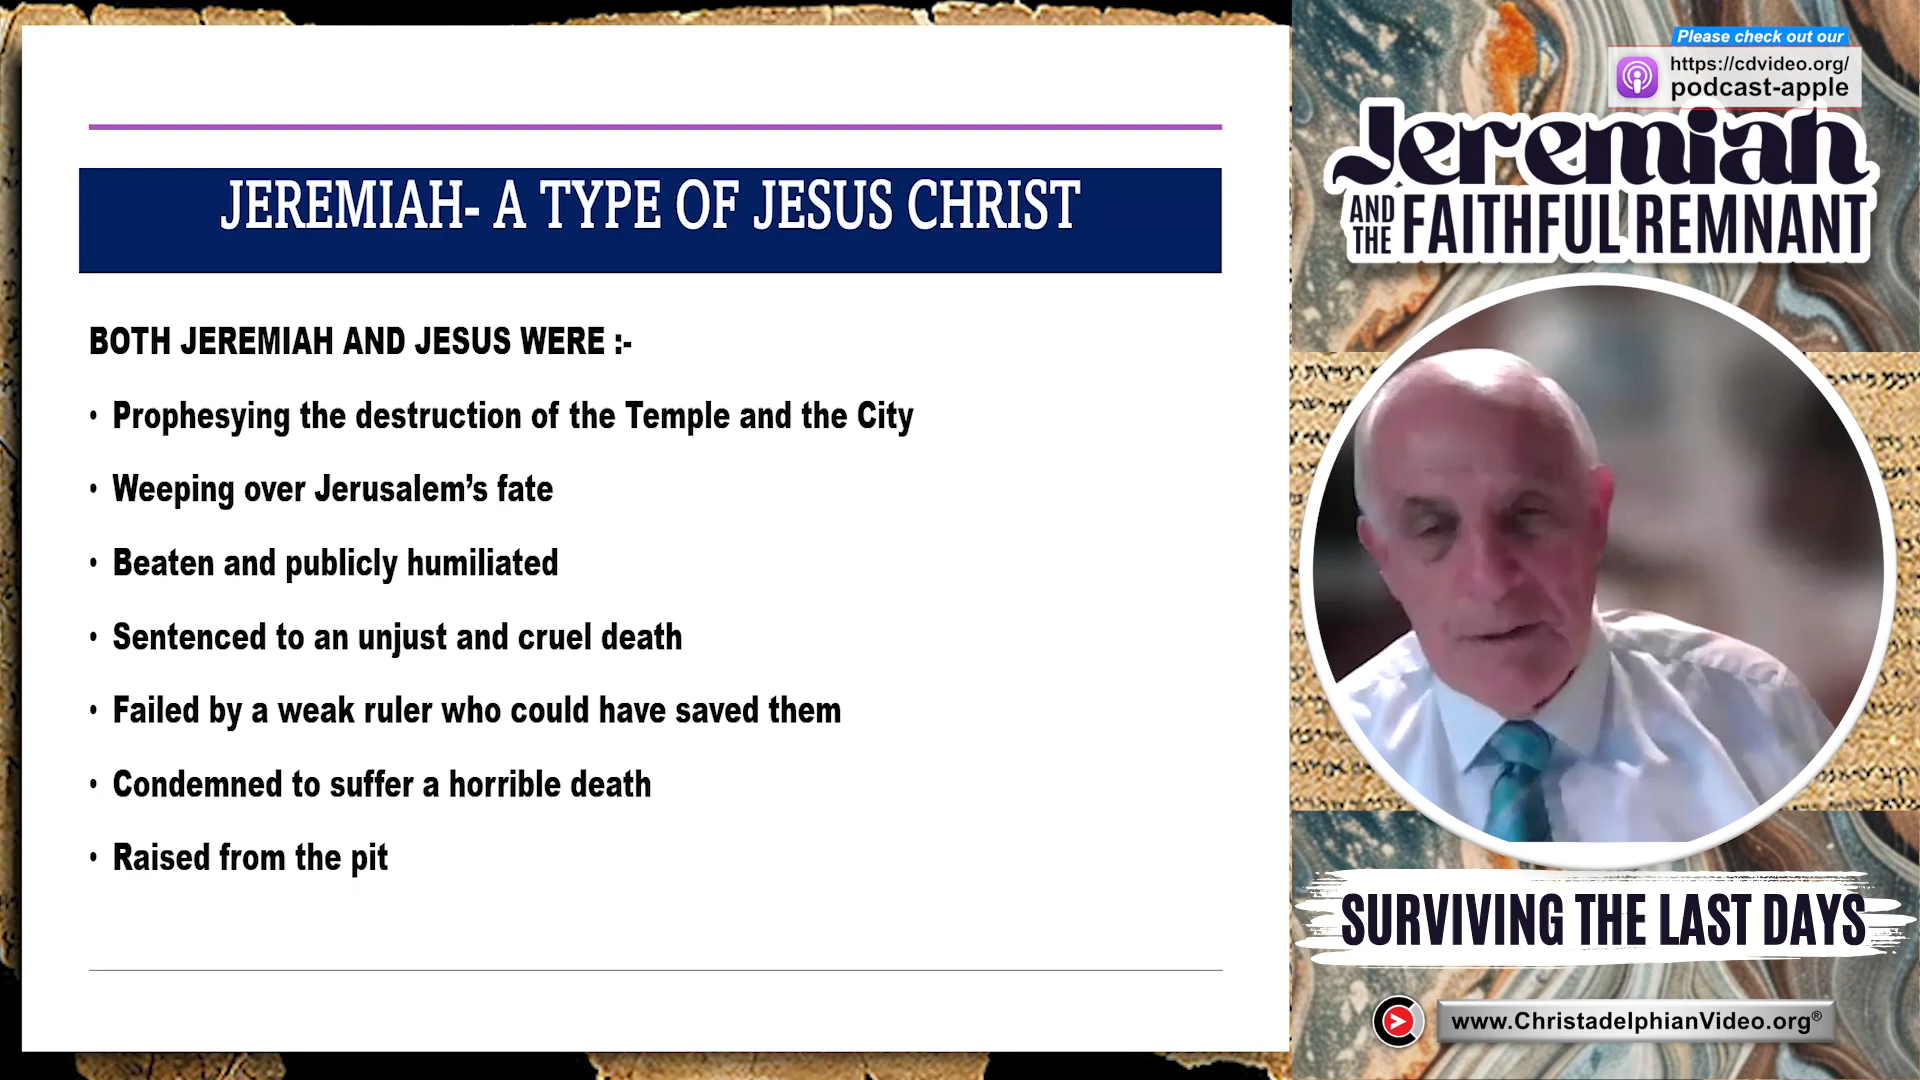 JEREMIAH- A TYPE OF JESUS CHRIST
BOTH JEREMIAH AND JESUS WERE :-
• Prophesying the destruction of the Temple and the City
• Weeping over Jerusalem’s fate
• Beaten and publicly humiliated
• Sentenced to an unjust and cruel death
• Failed by a weak ruler who could have saved them
• Condemned to suffer a horrible death
• Raised from the pit
Please check out our
https://cdvideo.org/
podcast-apple
Jeremiah
AND THE FAITHFUL REMNANT
SURVIVING THE LAST DAYS
www.ChristadelphianVideo.org®